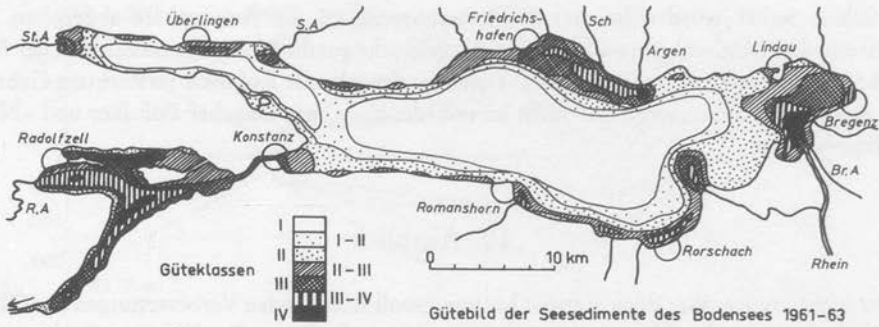 St.A
Überlingen
S.A
Friedrichs-
hafen
Sch
Argen
Lindau
Radolfzell
Konstanz
Bregenz
R.A
Romanshorn
Br.A
Rorschach
Rhein
Güteklassen
I
I-II
II
II-III
III
III-IV
IV
0 10 km
Gütebild der Seesedimente des Bodensees 1961-63